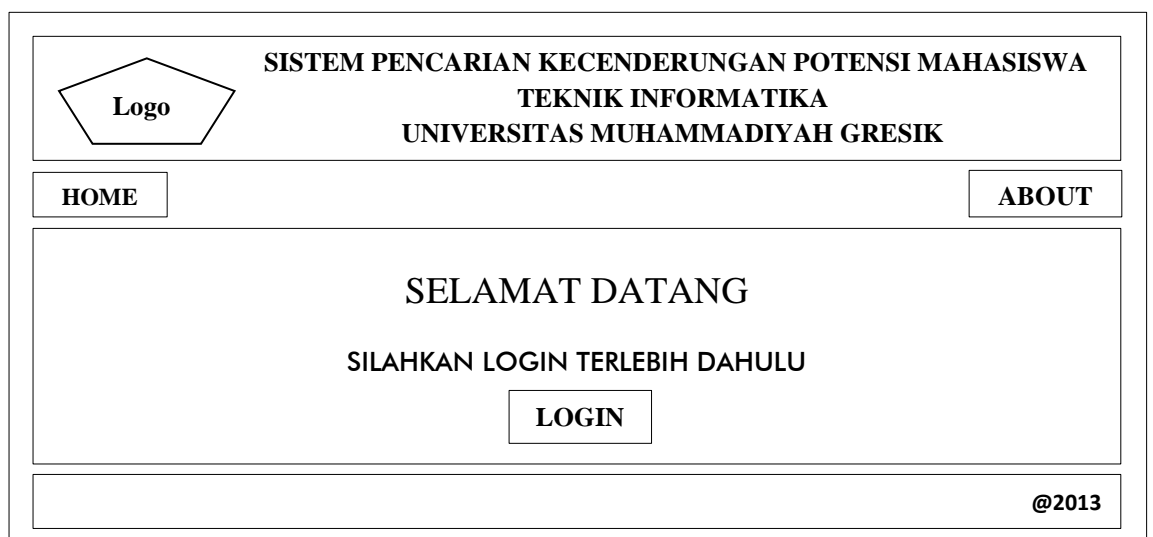 Logo
SISTEM PENCARIAN KECENDERUNGAN POTENSI MAHASISWA
TEKNIK INFORMATIKA
UNIVERSITAS MUHAMMADIYAH GRESIK
HOME
ABOUT
SELAMAT DATANG
SILAHKAN LOGIN TERLEBIH DAHULU
LOGIN
@2013